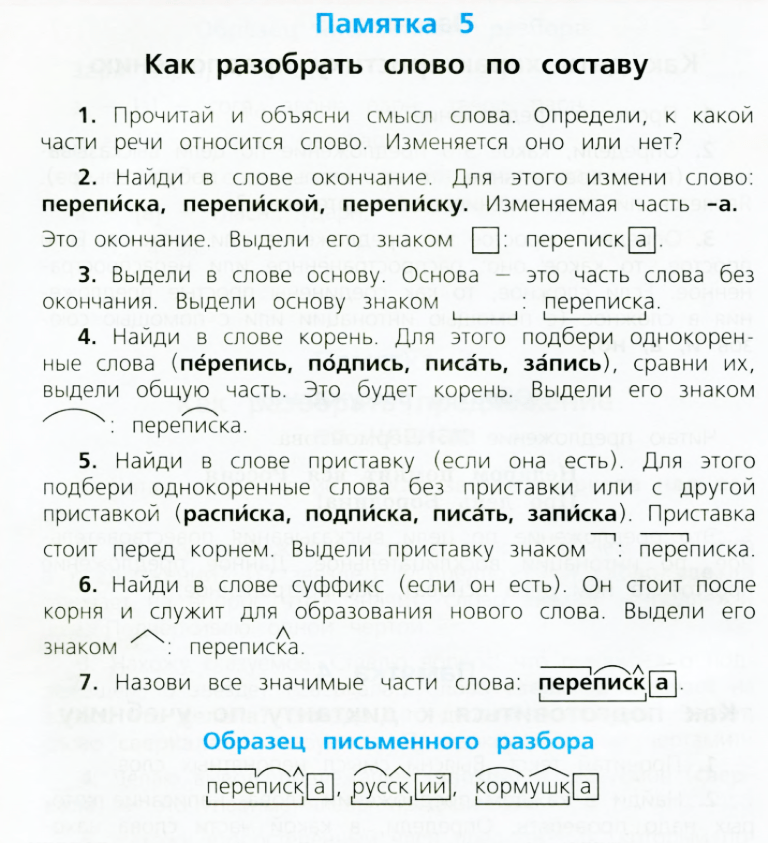 Памятка 5
Как разобрать слово по составу
1. Прочитай и объясни смысл слова. Определи, к какой
части речи относится слово. Изменяется оно или нет?
2. Найди в слове окончание. Для этого измени слово:
перепи́ска, перепи́ской, перепи́ску. Изменяемая часть –а.
Это окончание. Выдели его знаком : переписка.
3. Выдели в слове основу. Основа – это часть слова без
окончания. Выдели основу знаком : переписка.
4. Найди в слове корень. Для этого подбери однокорен-
ные слова (пе́репись, по́дпись, писа́ть, за́пись), сравни их,
выдели общую часть. Это будет корень. Выдели его знаком
: переписка.
5. Найди в слове приставку (если она есть). Для этого
подбери однокоренные слова без приставки или с другой
приставкой (распи́ска, подпи́ска, писа́ть, запи́ска). Приставка
стоит перед корнем. Выдели приставку знаком : переписка.
6. Найди в слове суффикс (если он есть). Он стоит после
корня и служит для образования нового слова. Выдели его
знаком : переписка.
7. Назови все значимые части слова: переписка.
Образец письменного разбора
переписка, русский, кормушка